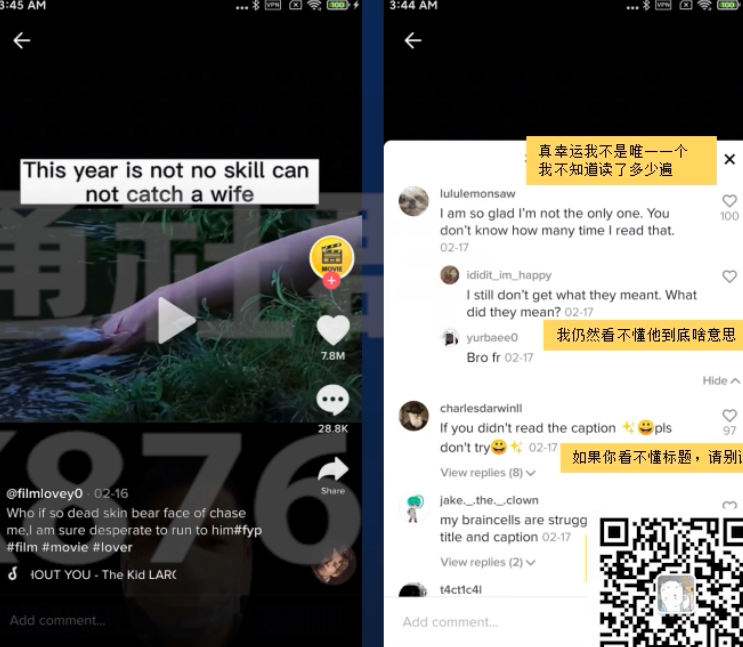 3:45 AM
VPN
100
This year is not no skill can
not catch a wife
MOVIE
7.8M
28.8K
Share
@filmlovey0 · 02-16
Who if so dead skin bear face of chase
me,I am sure desperate to run to him#fyp
#film #movie #lover
HOUT YOU - The Kid LARO
Add comment...
876
3:44 AM
VPN
100
真幸运我不是唯一一个
我不知道读了多少遍
lululemonsaw
I am so glad I'm not the only one. You
don't know how many time I read that.
02-17
100
ididit_im_happy
I still don't get what they meant. What
did they mean? 02-17
我仍然看不懂他到底啥意思
yurbaee0
Bro fr 02-17
Hide
charlesdarwinll
If you didn't read the caption ✨😀pls
don't try😀✨ 02-17
97
如果你看不懂标题，请别
View replies (8)
jake._.the._.clown
my braincells are strugg
title and caption 02-17
View replies (2)
t4ct1c4l
Add comment...